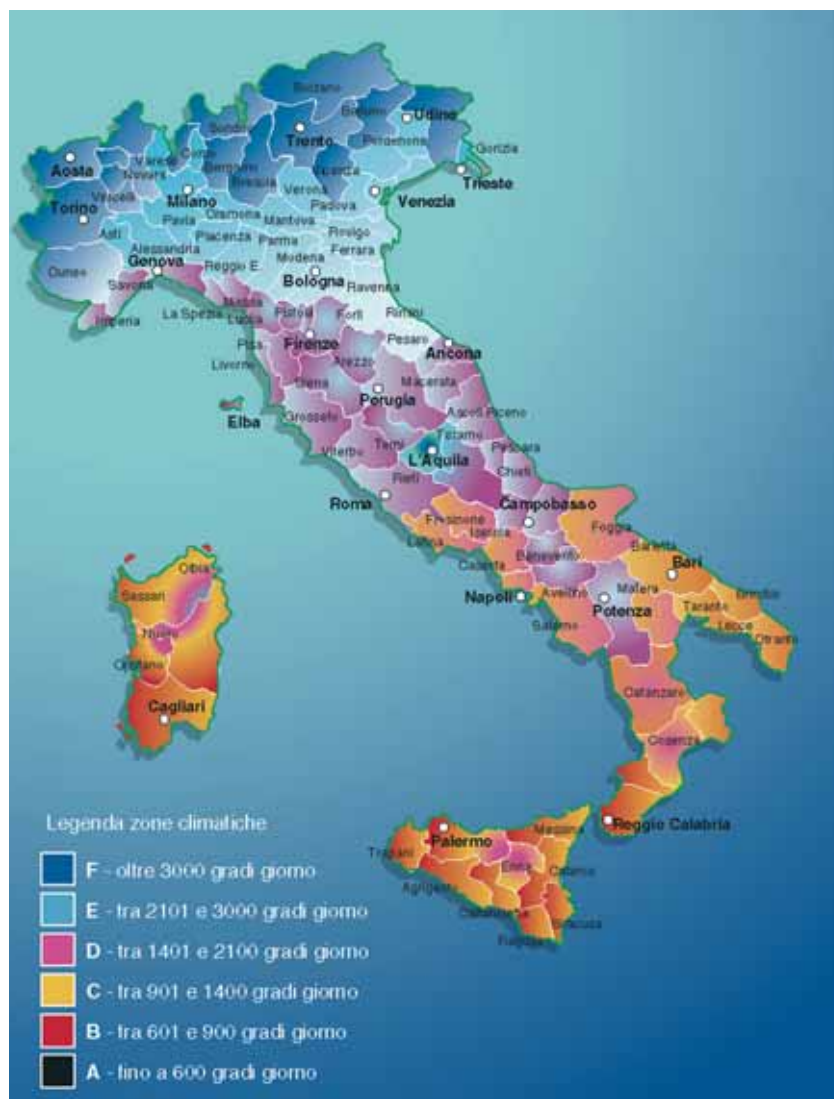 Bolzano
Belluno
Udine
Sondrio
Trento
Pordenone
Gorizia
Varese
Como
Aosta
Bergamo
Vicenza
Trieste
Novara
Brescia
Verona
Venezia
Vercelli
Milano
Padova
Torino
Cremona
Mantova
Pavia
Rovigo
Asti
Piacenza
Parma
Ferrara
Alessandria
Modena
Genova
Reggio E.
Cuneo
Bologna
Savona
Ravenna
Massa
La Spezia
Pistoia
Forlì
Rimini
Imperia
Lucca
Firenze
Pesaro
Pisa
Ancona
Livorno
Arezzo
Siena
Macerata
Perugia
Elba
Grosseto
Ascoli Piceno
Teramo
Viterbo
Terni
L'Aquila
Pescara
Rieti
Chieti
Roma
Campobasso
Frosinone
Foggia
Latina
Isernia
Barletta
Benevento
Bari
Olbia
Caserta
Matera
Sassari
Napoli
Avellino
Brindisi
Potenza
Taranto
Nuoro
Salerno
Lecce
Otranto
Oristano
Catanzaro
Cagliari
Cosenza
Legenda zone climatiche
Reggio Calabria
Messina
Palermo
Trapani
Enna
Catania
F - oltre 3000 gradi giorno
Agrigento
Caltanissetta
Siracusa
E - tra 2101 e 3000 gradi giorno
D - tra 1401 e 2100 gradi giorno
C - tra 901 e 1400 gradi giorno
B - tra 601 e 900 gradi giorno
A - fino a 600 gradi giorno